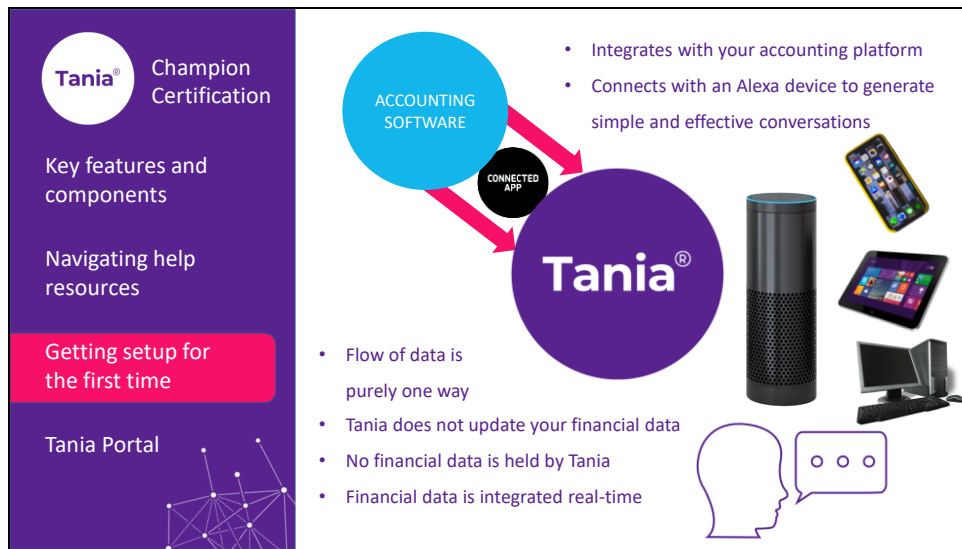 Tania®
Champion
Certification
Key features and
components
Navigating help
resources
Getting setup for
the first time
Tania Portal
ACCOUNTING
SOFTWARE
CONNECTED
APP
Tania®
• Integrates with your accounting platform
• Connects with an Alexa device to generate
simple and effective conversations
• Flow of data is
purely one way
• Tania does not update your financial data
• No financial data is held by Tania
• Financial data is integrated real-time